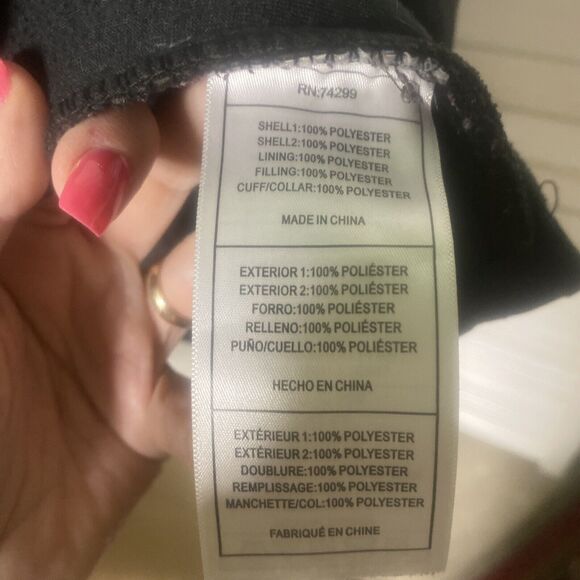 RN:74299
SHELL1:100% POLYESTER
SHELL2:100% POLYESTER
LINING:100% POLYESTER
FILLING:100% POLYESTER
CUFF/COLLAR:100% POLYESTER
MADE IN CHINA
EXTERIOR 1:100% POLIÉSTER
EXTERIOR 2:100% POLIÉSTER
FORRO:100% POLIÉSTER
RELLENO:100% POLIÉSTER
PUÑO/CUELLO:100% POLIÉSTER
HECHO EN CHINA
EXTÉRIEUR 1:100% POLYESTER
EXTÉRIEUR 2:100% POLYESTER
DOUBLURE:100% POLYESTER
REMPLISSAGE:100% POLYESTER
MANCHETTE/COL:100% POLYESTER
FABRIQUÉ EN CHINE